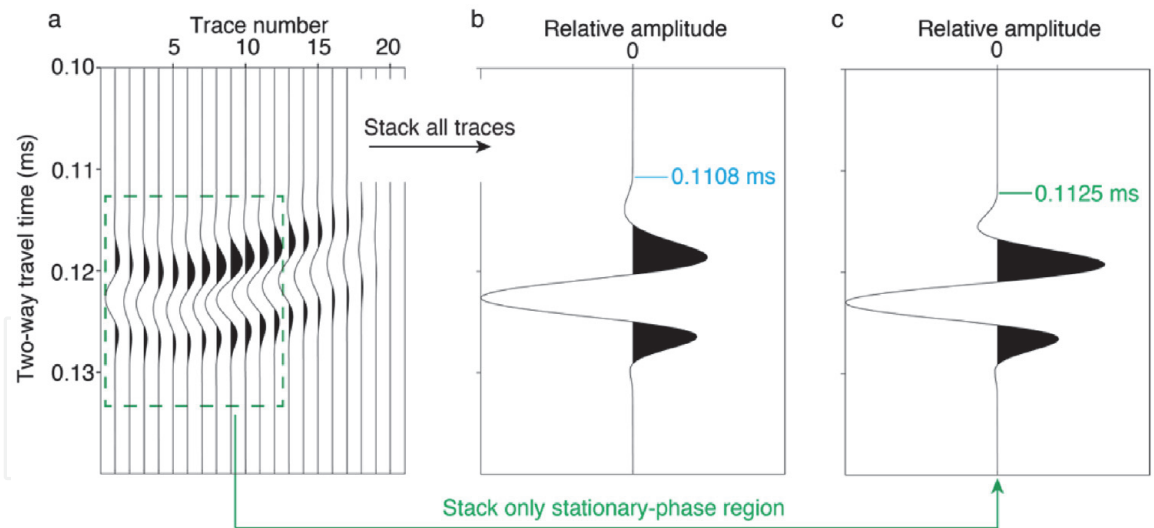 a
Trace number
5 10 15 20
0.10
0.11
0.12
0.13
Two-way travel time (ms)
Stack all traces
b
Relative amplitude
0
0.1108 ms
c
Relative amplitude
0
0.1125 ms
Stack only stationary-phase region